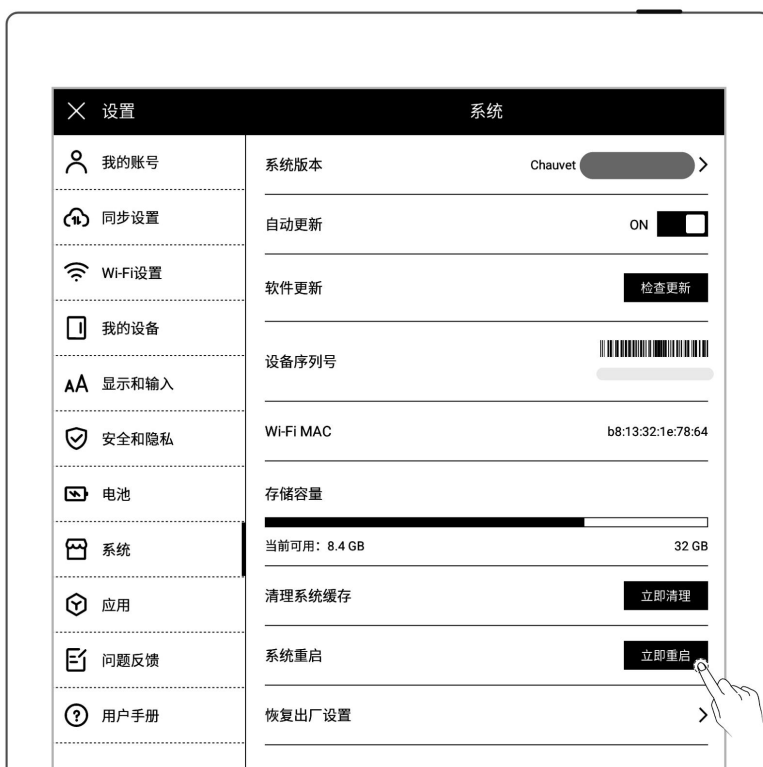 设置
系统
我的账号
同步设置
Wi-Fi设置
我的设备
显示和输入
安全和隐私
电池
系统
应用
问题反馈
用户手册
系统版本 Chauvet
自动更新 ON
软件更新 检查更新
设备序列号
Wi-Fi MAC b8:13:32:1e:78:64
存储容量
当前可用：8.4 GB 32 GB
清理系统缓存 立即清理
系统重启 立即重启
恢复出厂设置